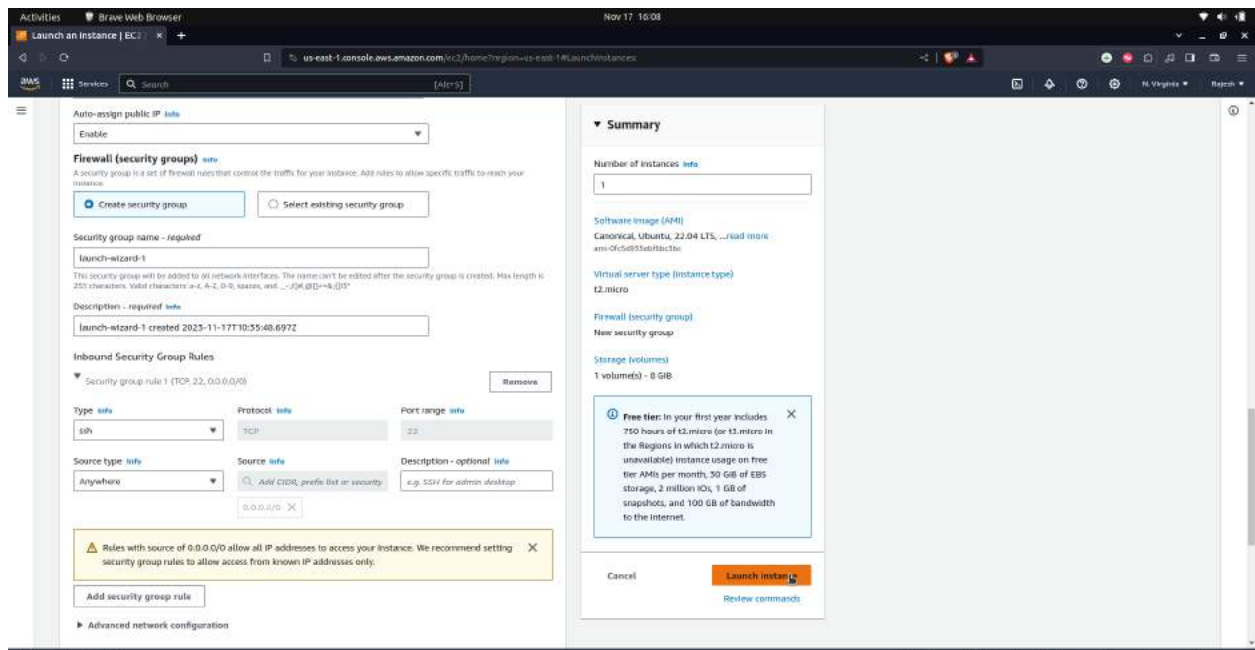 Activities Brave Web Browser Nov 17 16:08
Launch an instance | EC2 × +
us-east-1.console.aws.amazon.com/ec2/home?region=us-east-1#LaunchInstances:
aws Services Search [Alt+S] N. Virginia Rajesh
Auto-assign public IP Info
Enable
Firewall (security groups) Info
A security group is a set of firewall rules that control the traffic for your instance. Add rules to allow specific traffic to reach your
instance.
Create security group Select existing security group
Security group name - required
launch-wizard-1
This security group will be added to all network interfaces. The name can't be edited after the security group is created. Max length is
255 characters. Valid characters: a-z, A-Z, 0-9, spaces, and
Description - required Info
launch-wizard-1 created 2023-11-17T10:35:48.697Z
Inbound Security Group Rules
Security group rule 1 (TCP, 22, 0.0.0.0/0)
Remove
Type Info Protocol Info Port range Info
ssh TCP 22
Source type Info Source Info Description - optional Info
Anywhere Add CIDR, prefix list or security e.g. SSH for admin desktop
0.0.0.0/0 ×
Rules with source of 0.0.0.0/0 allow all IP addresses to access your instance. We recommend setting
security group rules to allow access from known IP addresses only.
Add security group rule
Advanced network configuration
Summary
Number of instances Info
1
Software Image (AMI)
Canonical, Ubuntu, 22.04 LTS, ...read more
Virtual server type (instance type)
t2.micro
Firewall (security group)
New security group
Storage (volumes)
1 volume(s) - 8 GiB
Free tier: In your first year includes
750 hours of t2.micro (or t3.micro in
the Regions in which t2.micro is
unavailable) instance usage on free
tier AMIs per month, 30 GiB of EBS
storage, 2 million IOs, 1 GB of
snapshots, and 100 GB of bandwidth
to the internet.
Cancel Launch instance
Review commands